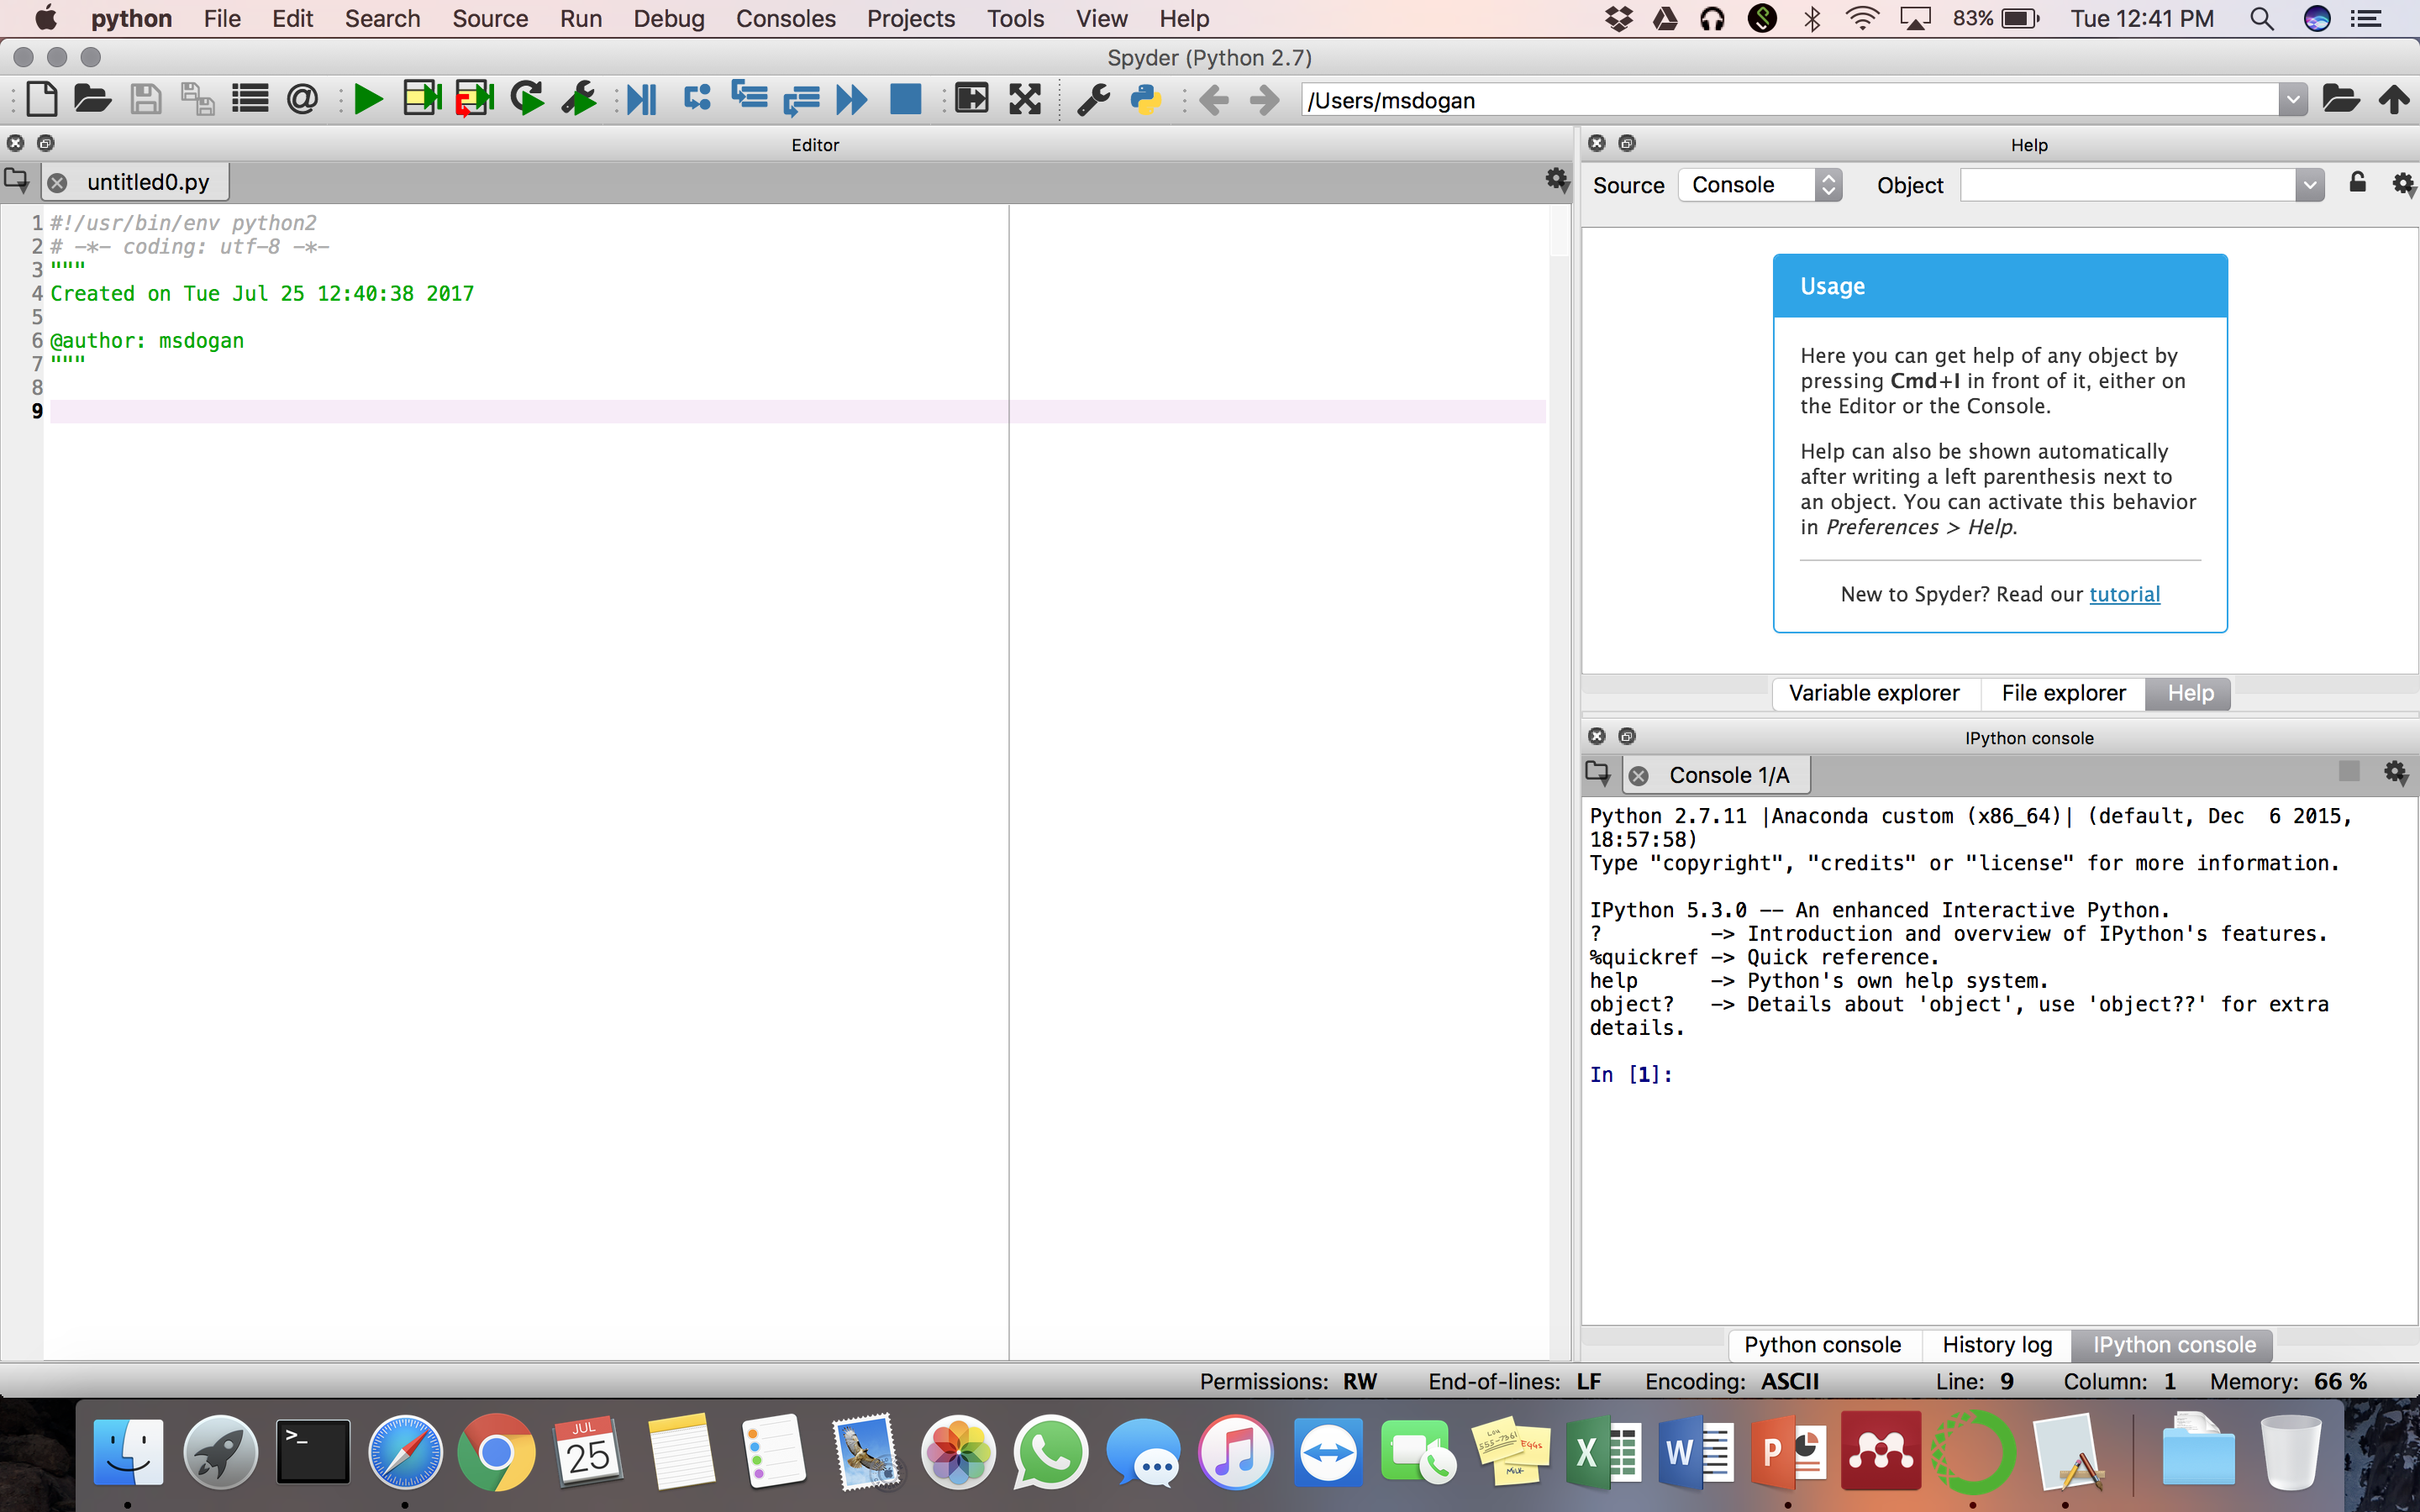 python File Edit Search Source Run Debug Consoles Projects Tools View Help 83% Tue 12:41 PM
Spyder (Python 2.7)
/Users/msdogan
Editor
untitled0.py
1 #!/usr/bin/env python2
2 # -*- coding: utf-8 -*-
3 """
4 Created on Tue Jul 25 12:40:38 2017
5
6 @author: msdogan
7 """
8
9
Help
Source Console Object
Usage
Here you can get help of any object by
pressing Cmd+I in front of it, either on
the Editor or the Console.
Help can also be shown automatically
after writing a left parenthesis next to
an object. You can activate this behavior
in Preferences > Help.
New to Spyder? Read our tutorial
Variable explorer File explorer Help
IPython console
Console 1/A
Python 2.7.11 |Anaconda custom (x86_64)| (default, Dec  6 2015,
18:57:58)
Type "copyright", "credits" or "license" for more information.
IPython 5.3.0 -- An enhanced Interactive Python.
?         -> Introduction and overview of IPython's features.
%quickref -> Quick reference.
help      -> Python's own help system.
object?   -> Details about 'object', use 'object??' for extra
details.
In [1]:
Python console History log IPython console
Permissions: RW End-of-lines: LF Encoding: ASCII Line: 9 Column: 1 Memory: 66 %
JUL
25